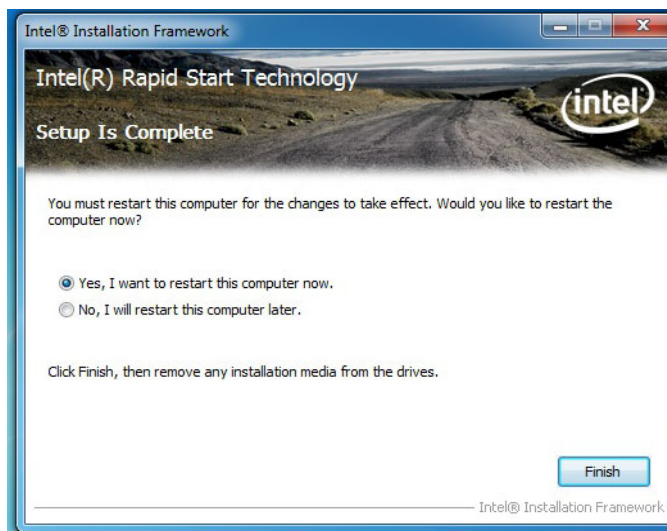 Intel® Installation Framework
Intel(R) Rapid Start Technology
intel
Setup Is Complete
You must restart this computer for the changes to take effect. Would you like to restart the
computer now?
Yes, I want to restart this computer now.
No, I will restart this computer later.
Click Finish, then remove any installation media from the drives.
Finish
Intel® Installation Framework